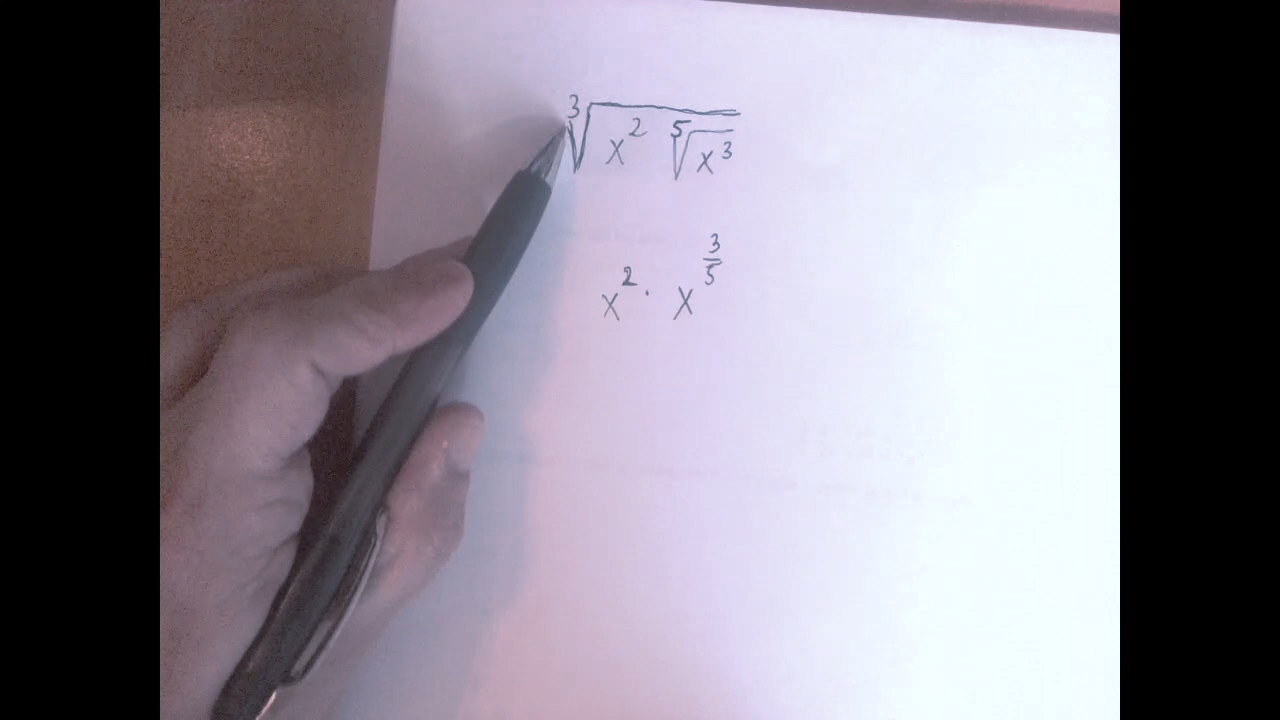 ∛(x² ⁵√(x³))
x² · x^(3/5)